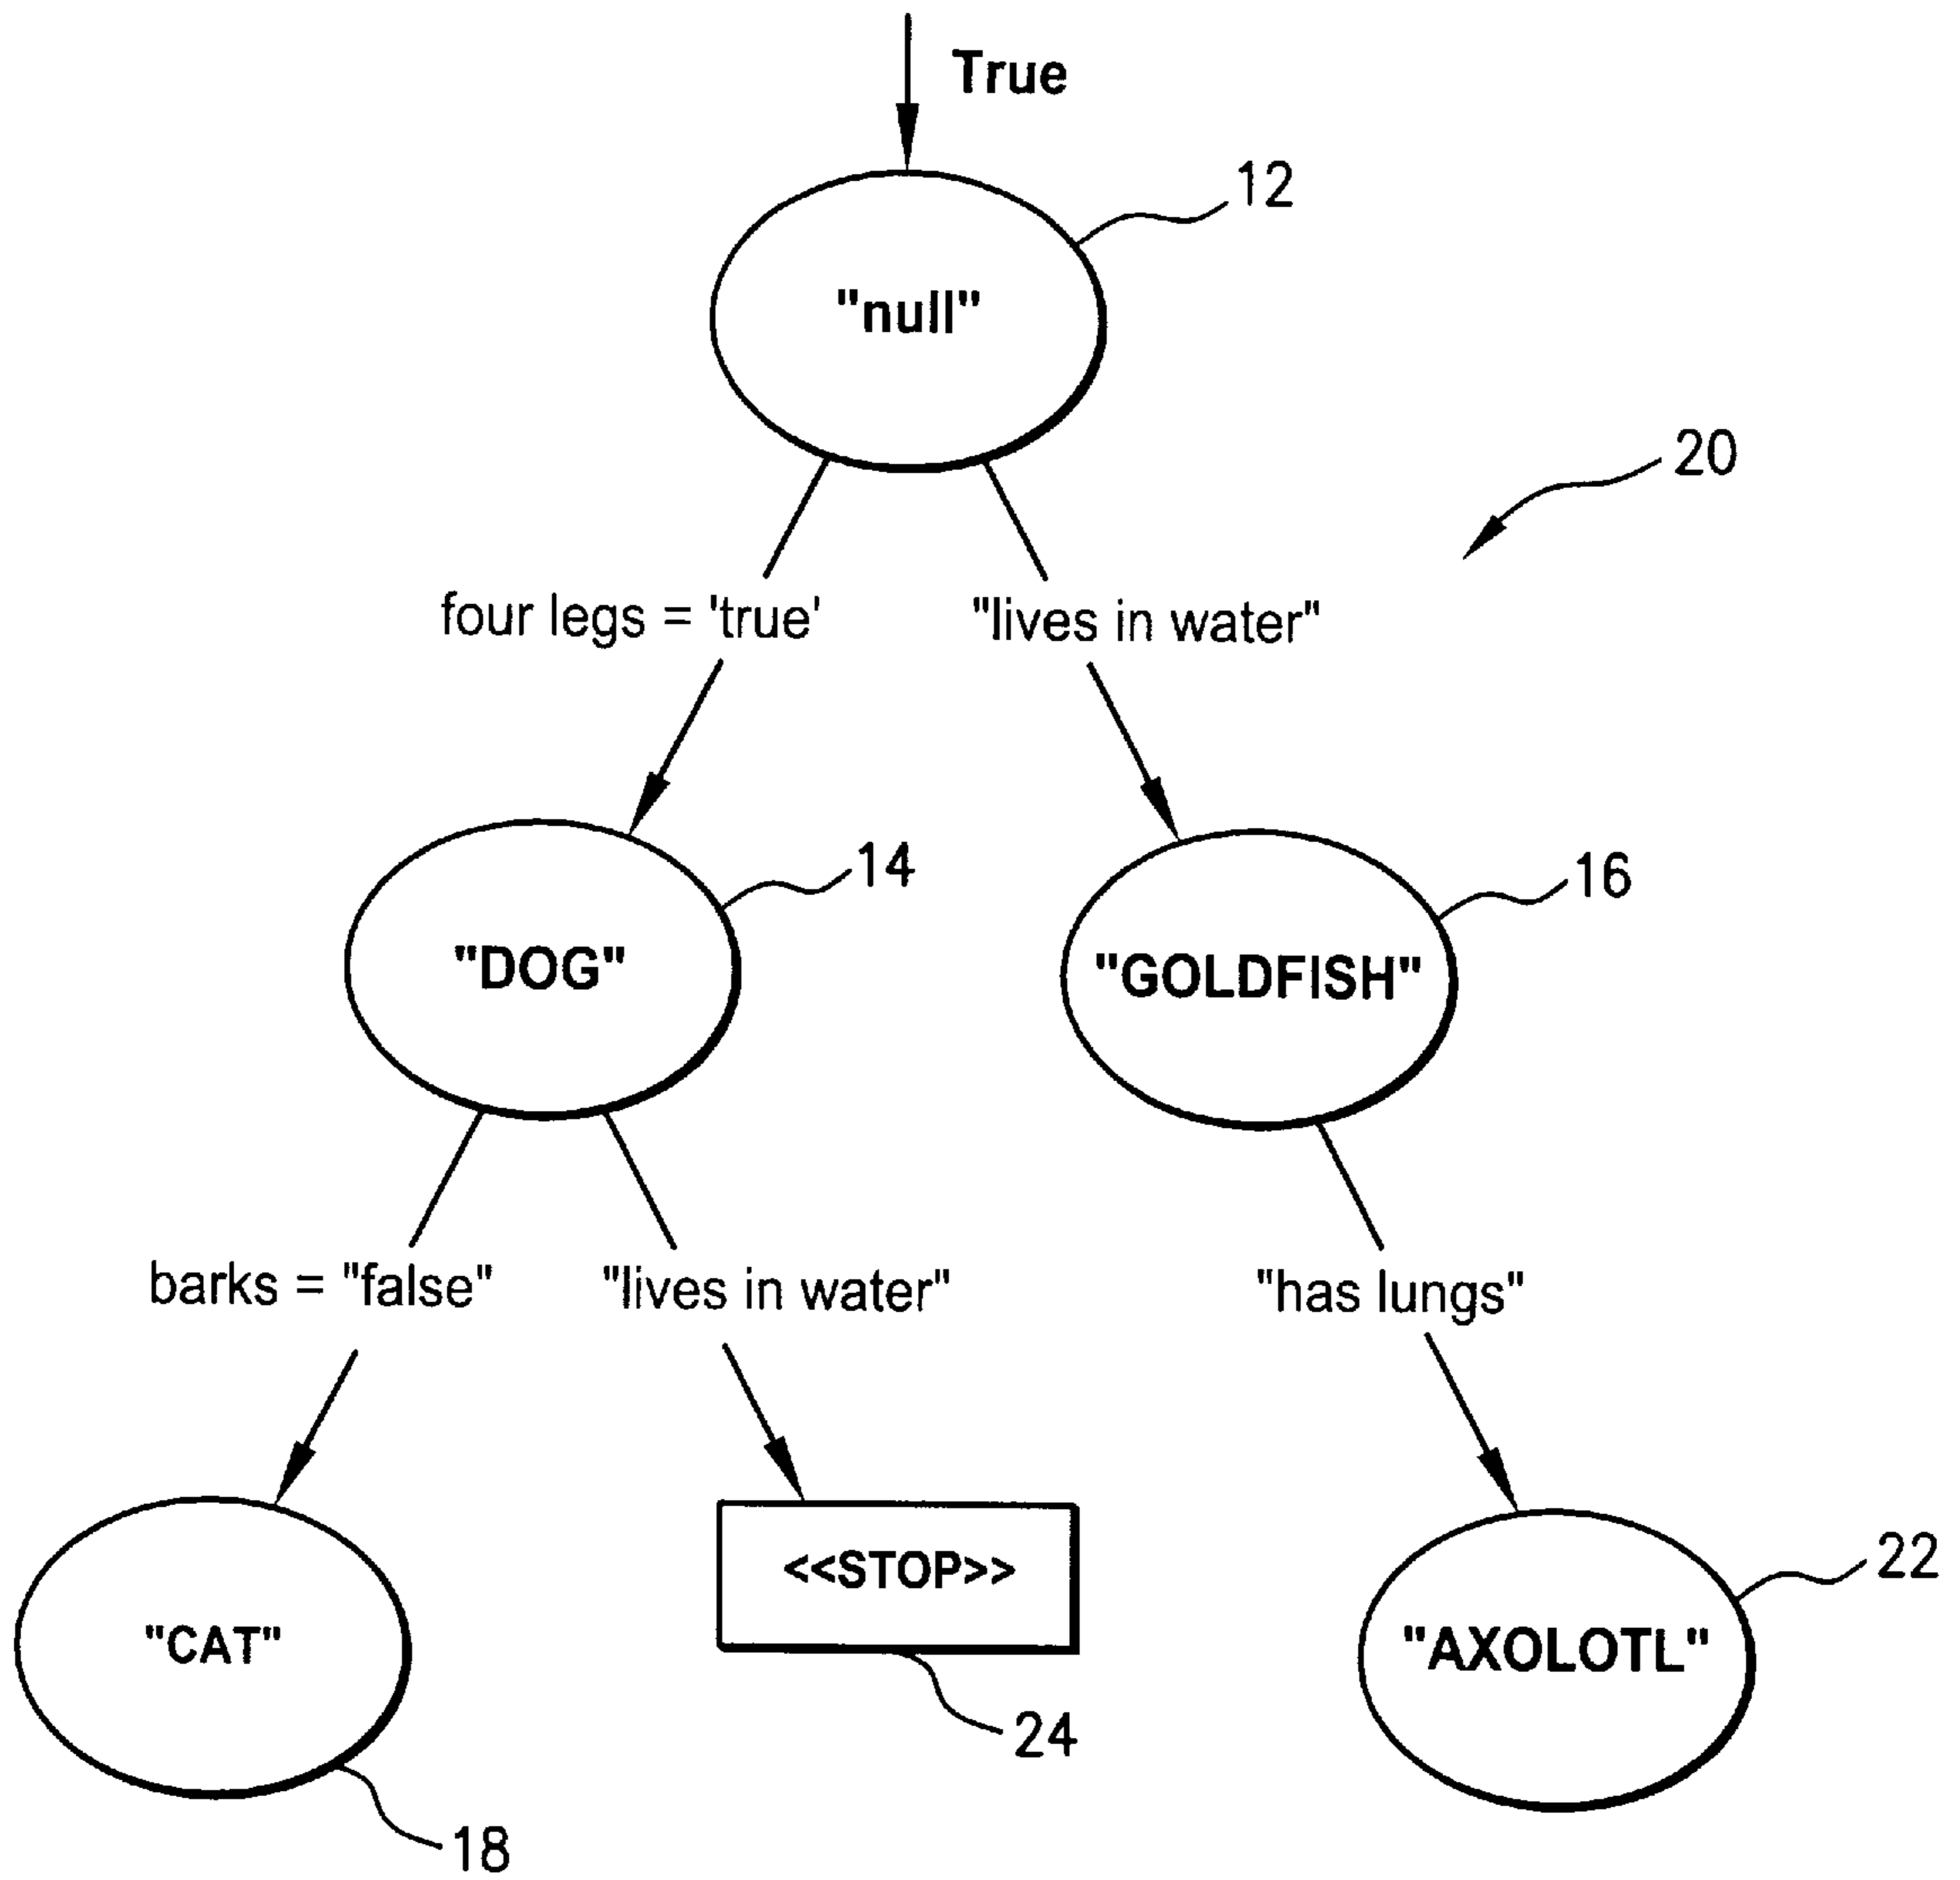 True
12
"null"
20
four legs = 'true'
"lives in water"
14
16
"DOG"
"GOLDFISH"
barks = "false"
"lives in water"
"has lungs"
<<STOP>>
22
"CAT"
"AXOLOTL"
24
18